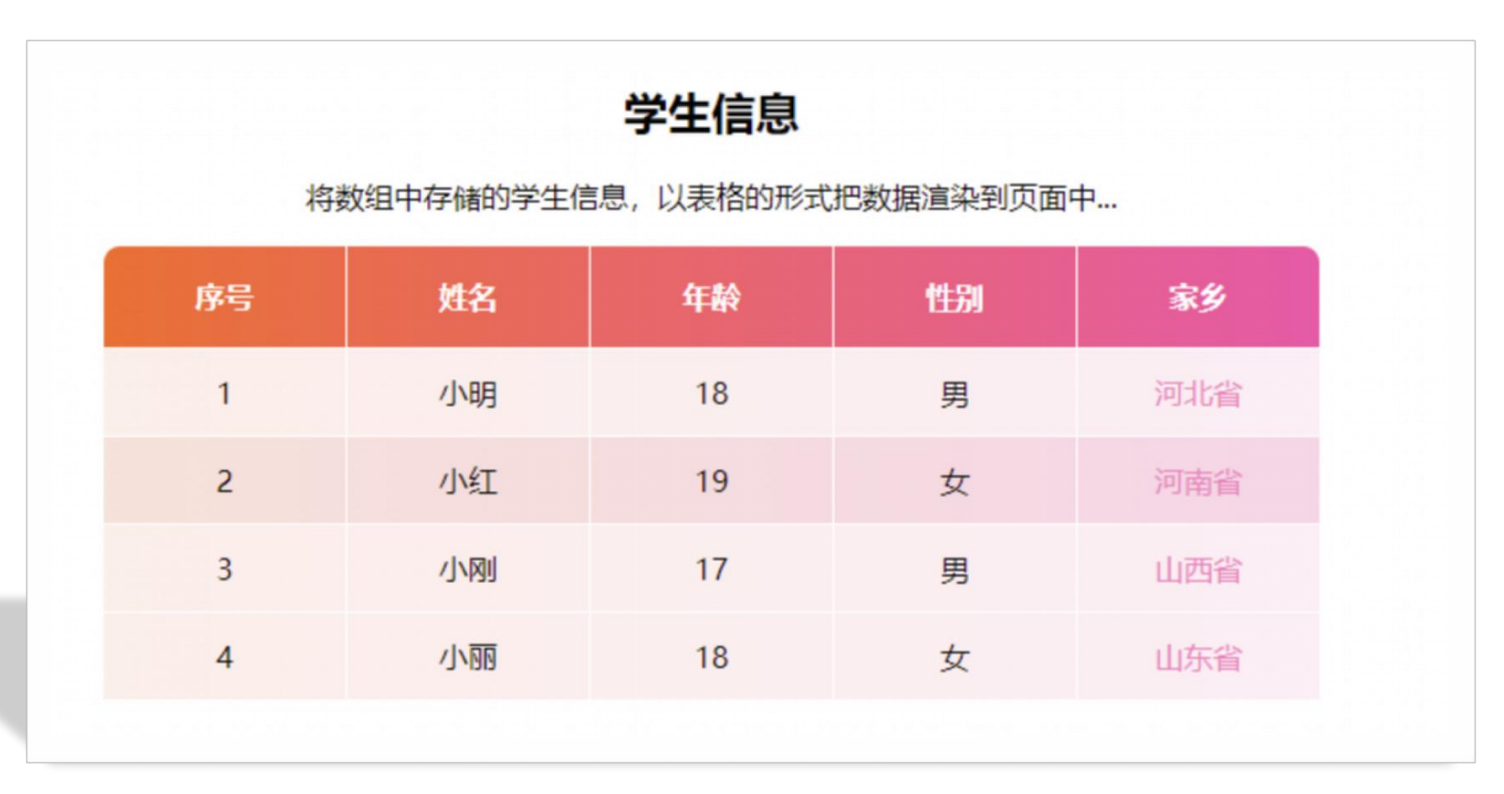 学生信息
将数组中存储的学生信息，以表格的形式把数据渲染到页面中...
序号 姓名 年龄 性别 家乡
1 小明 18 男 河北省
2 小红 19 女 河南省
3 小刚 17 男 山西省
4 小丽 18 女 山东省